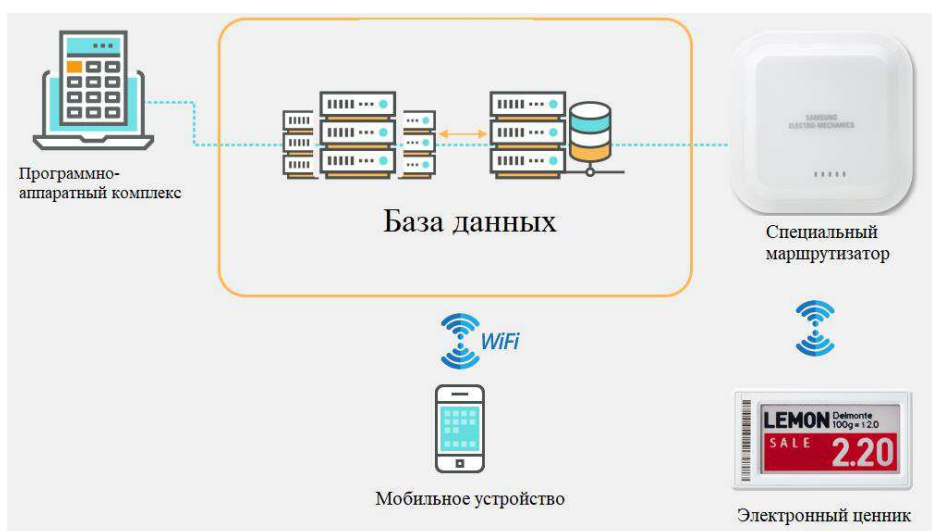 SAMSUNG
ELECTRO-MECHANICS
Программно-
аппаратный комплекс
База данных
Специальный
маршрутизатор
WiFi
LEMON Delmonte
100g = $ 2.0
SALE 2.20
Мобильное устройство
Электронный ценник